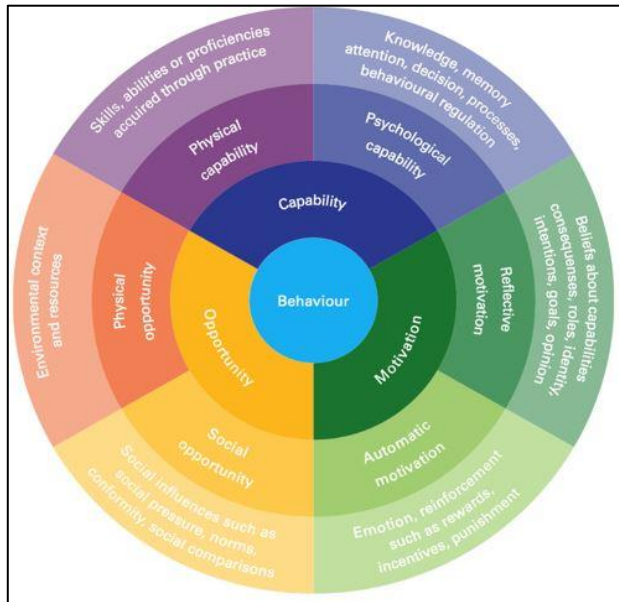 Skills, abilities or proficiencies
acquired through practice
Knowledge, memory
attention, decision, processes,
behavioural regulation
Physical
capability
Psychological
capability
Capability
Environmental context
and resources
Physical
opportunity
Opportunity
Behaviour
Motivation
Reflective
motivation
Beliefs about capabilities
consequences, roles, identity,
intentions, goals, opinion
Social
opportunity
Automatic
motivation
Social influences such as
social pressure, norms,
conformity, social comparisons
Emotion, reinforcement
such as rewards,
incentives, punishment